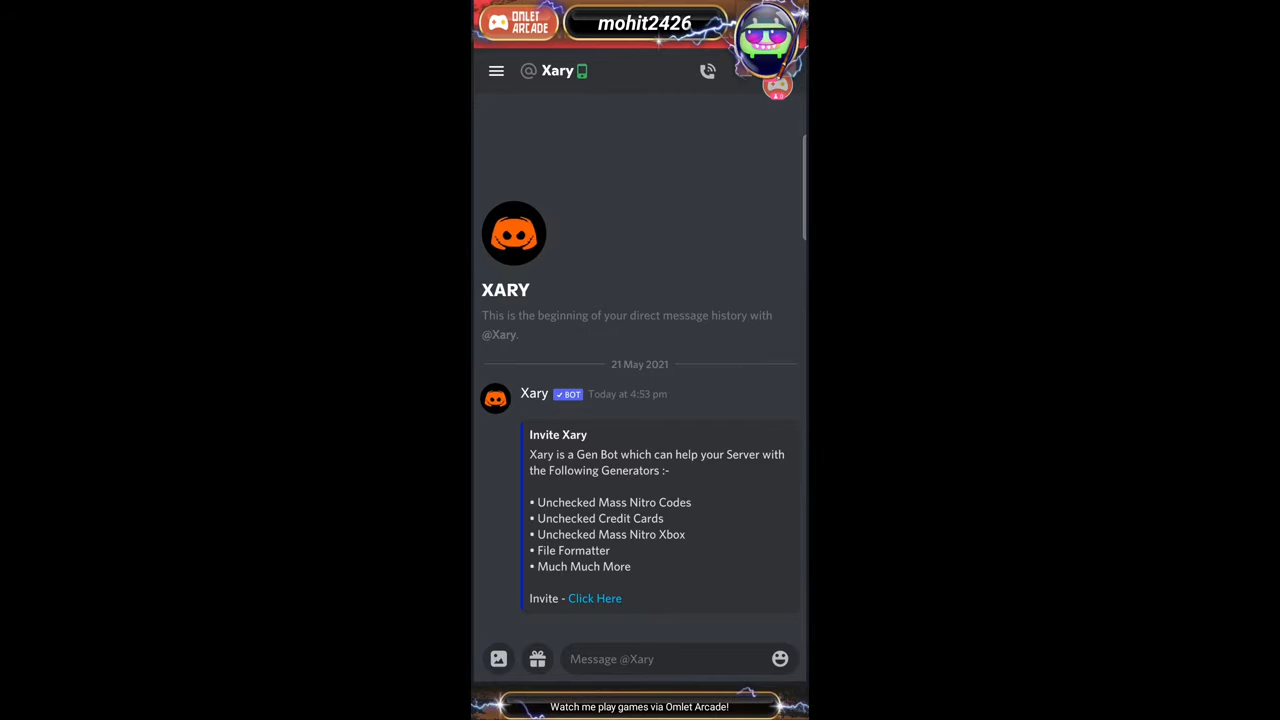 OMLET
ARCADE
mohit2426
@ Xary
XARY
This is the beginning of your direct message history with
@Xary.
21 May 2021
Xary ✔ BOT Today at 4:53 pm
Invite Xary
Xary is a Gen Bot which can help your Server with
the Following Generators :-
• Unchecked Mass Nitro Codes
• Unchecked Credit Cards
• Unchecked Mass Nitro Xbox
• File Formatter
• Much Much More
Invite - Click Here
Message @Xary
Watch me play games via Omlet Arcade!